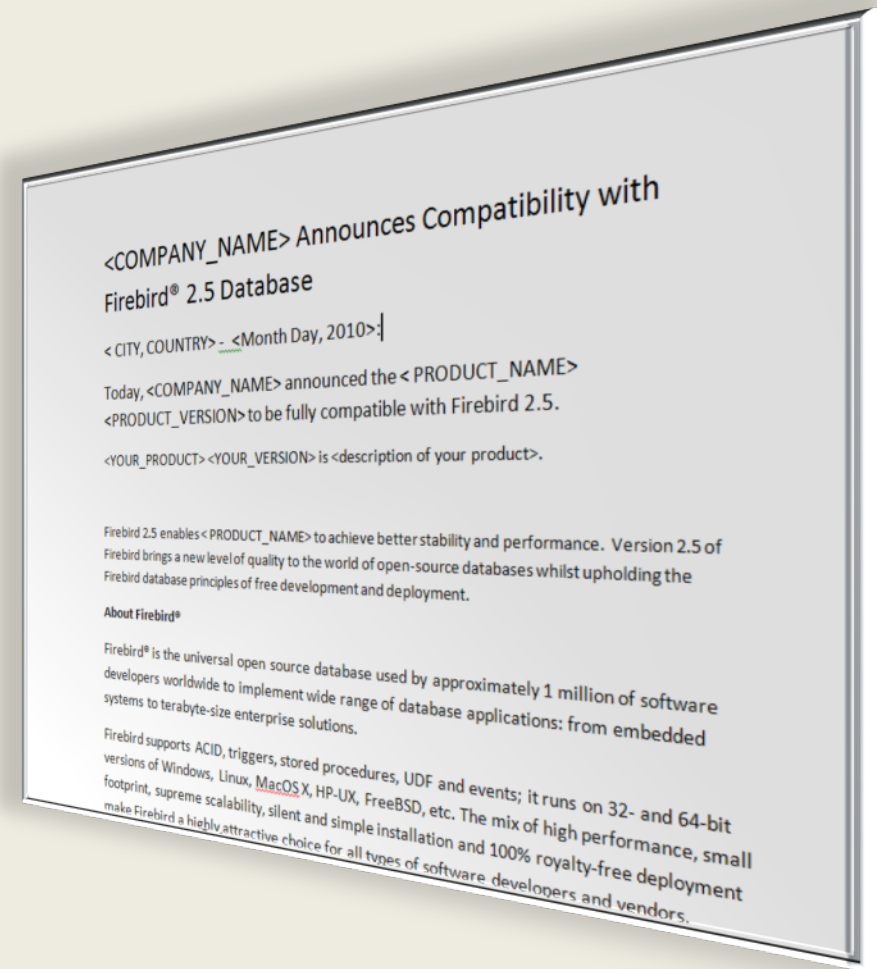 <COMPANY_NAME> Announces Compatibility with
Firebird® 2.5 Database
< CITY, COUNTRY> - <Month Day, 2010>:
Today, <COMPANY_NAME> announced the < PRODUCT_NAME>
<PRODUCT_VERSION> to be fully compatible with Firebird 2.5.
<YOUR_PRODUCT> <YOUR_VERSION> is <description of your product>.
Firebird 2.5 enables < PRODUCT_NAME> to achieve better stability and performance. Version 2.5 of
Firebird brings a new level of quality to the world of open-source databases whilst upholding the
Firebird database principles of free development and deployment.
About Firebird®
Firebird® is the universal open source database used by approximately 1 million of software
developers worldwide to implement wide range of database applications: from embedded
systems to terabyte-size enterprise solutions.
Firebird supports ACID, triggers, stored procedures, UDF and events; it runs on 32- and 64-bit
versions of Windows, Linux, MacOS X, HP-UX, FreeBSD, etc. The mix of high performance, small
footprint, supreme scalability, silent and simple installation and 100% royalty-free deployment
make Firebird a highly attractive choice for all types of software developers and vendors.